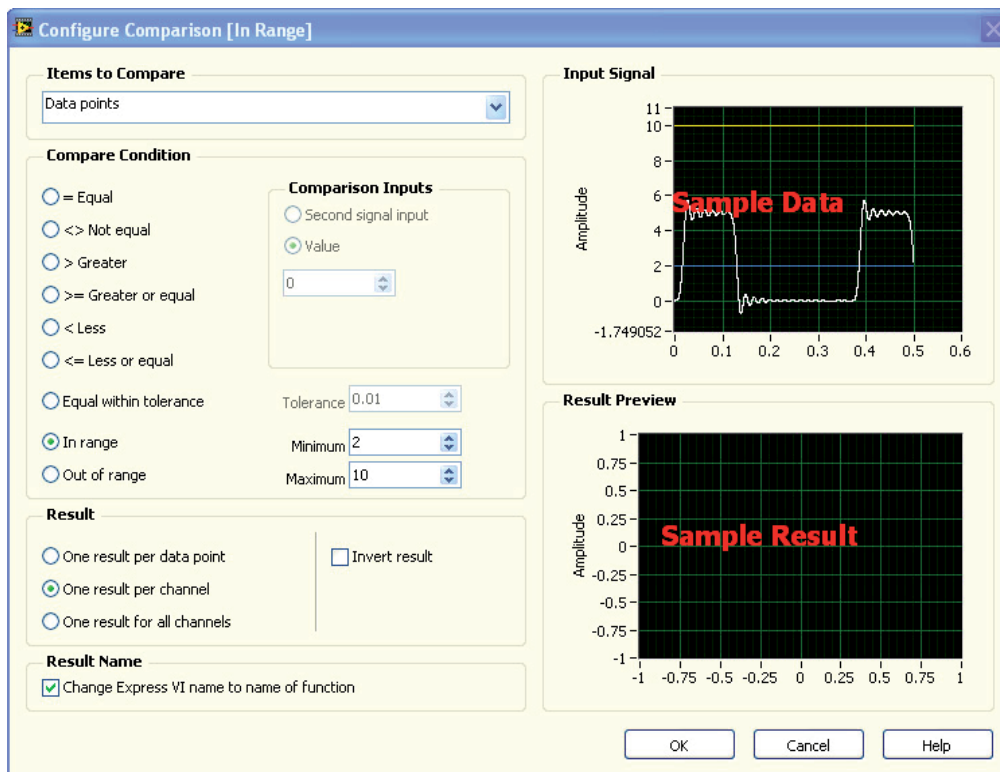 Configure Comparison [In Range]
Items to Compare
Data points
Compare Condition
= Equal
<> Not equal
> Greater
>= Greater or equal
< Less
<= Less or equal
Equal within tolerance
In range
Out of range
Comparison Inputs
Second signal input
Value
0
Tolerance 0.01
Minimum 2
Maximum 10
Result
One result per data point
One result per channel
One result for all channels
Invert result
Result Name
Change Express VI name to name of function
Input Signal
11
10
8
6
4
2
0
-1.749052
Amplitude
Sample Data
0 0.1 0.2 0.3 0.4 0.5 0.6
Result Preview
1
0.75
0.5
0.25
0
-0.25
-0.5
-0.75
-1
Amplitude
Sample Result
-1 -0.75 -0.5 -0.25 0 0.25 0.5 0.75 1
OK Cancel Help